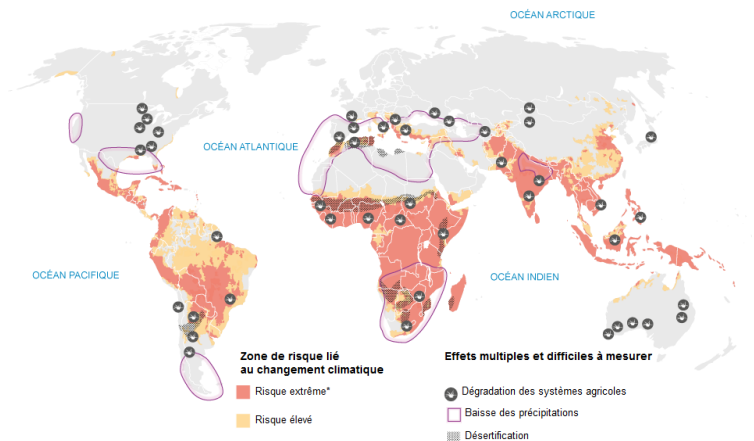 OCÉAN ARCTIQUE
OCÉAN ATLANTIQUE
OCÉAN PACIFIQUE
OCÉAN INDIEN
Zone de risque lié
au changement climatique
Risque extrême*
Risque élevé
Effets multiples et difficiles à mesurer
Dégradation des systèmes agricoles
Baisse des précipitations
Désertification